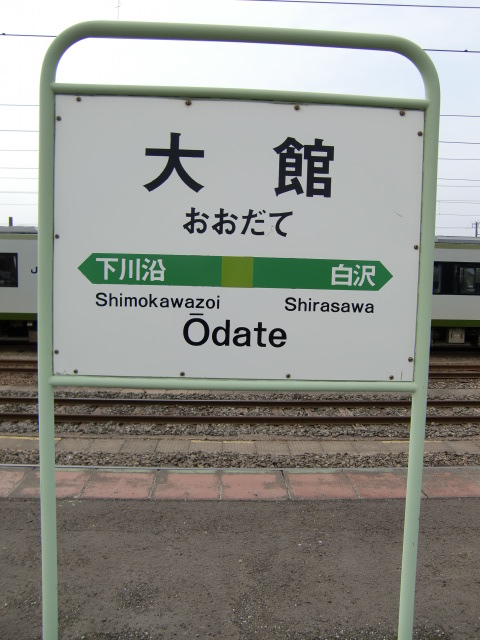 大館
おおだて
下川沿 白沢
Shimokawazoi Shirasawa
Ōdate
J